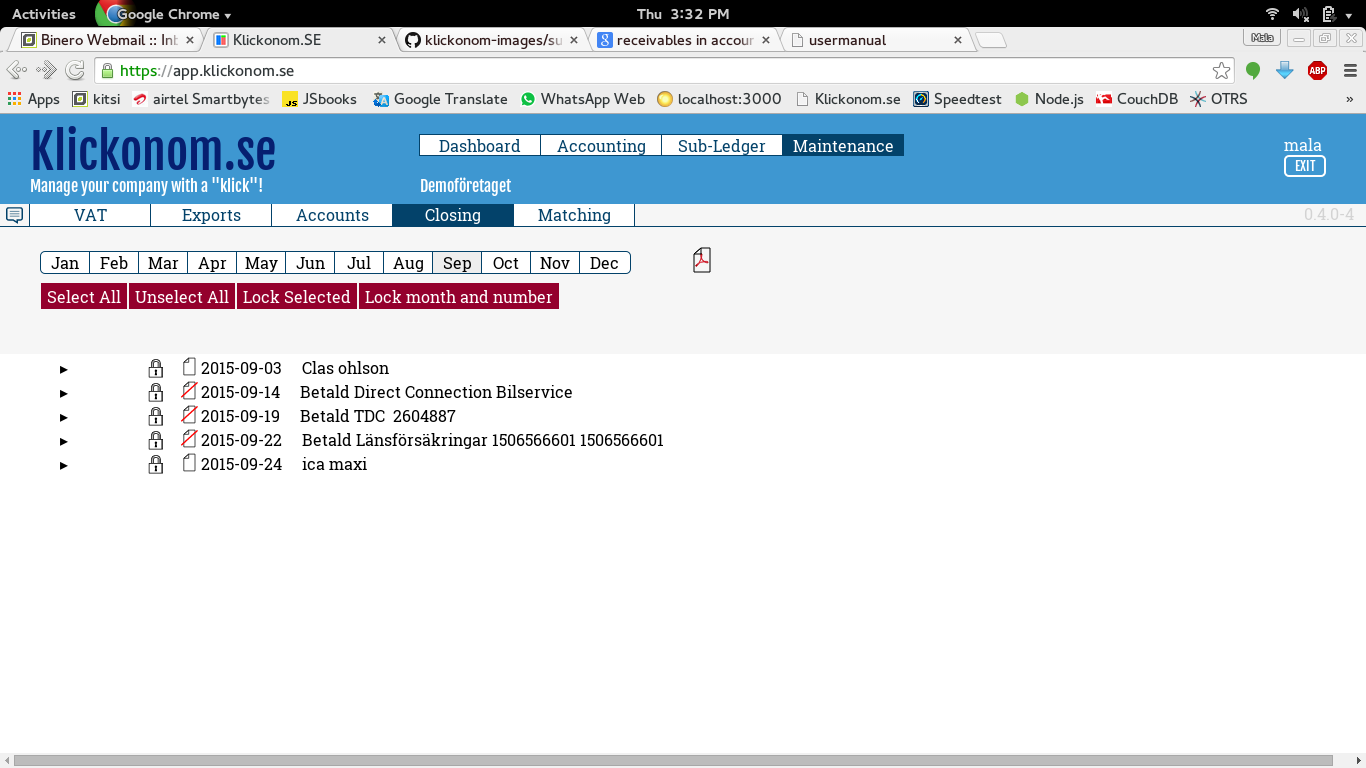 Activities Google Chrome Thu 3:32 PM
Binero Webmail :: Inb Klickonom.SE klickonom-images/su receivables in accour usermanual Mala
https://app.klickonom.se ABP
Apps kitsi airtel Smartbytes JS JSbooks Google Translate WhatsApp Web localhost:3000 Klickonom.se Speedtest Node.js CouchDB OTRS »
Klickonom.se Dashboard Accounting Sub-Ledger Maintenance mala
EXIT
Manage your company with a "klick"! Demoföretaget
VAT Exports Accounts Closing Matching 0.4.0-4
Jan Feb Mar Apr May Jun Jul Aug Sep Oct Nov Dec
Select All Unselect All Lock Selected Lock month and number
2015-09-03 Clas ohlson
2015-09-14 Betald Direct Connection Bilservice
2015-09-19 Betald TDC 2604887
2015-09-22 Betald Länsförsäkringar 1506566601 1506566601
2015-09-24 ica maxi